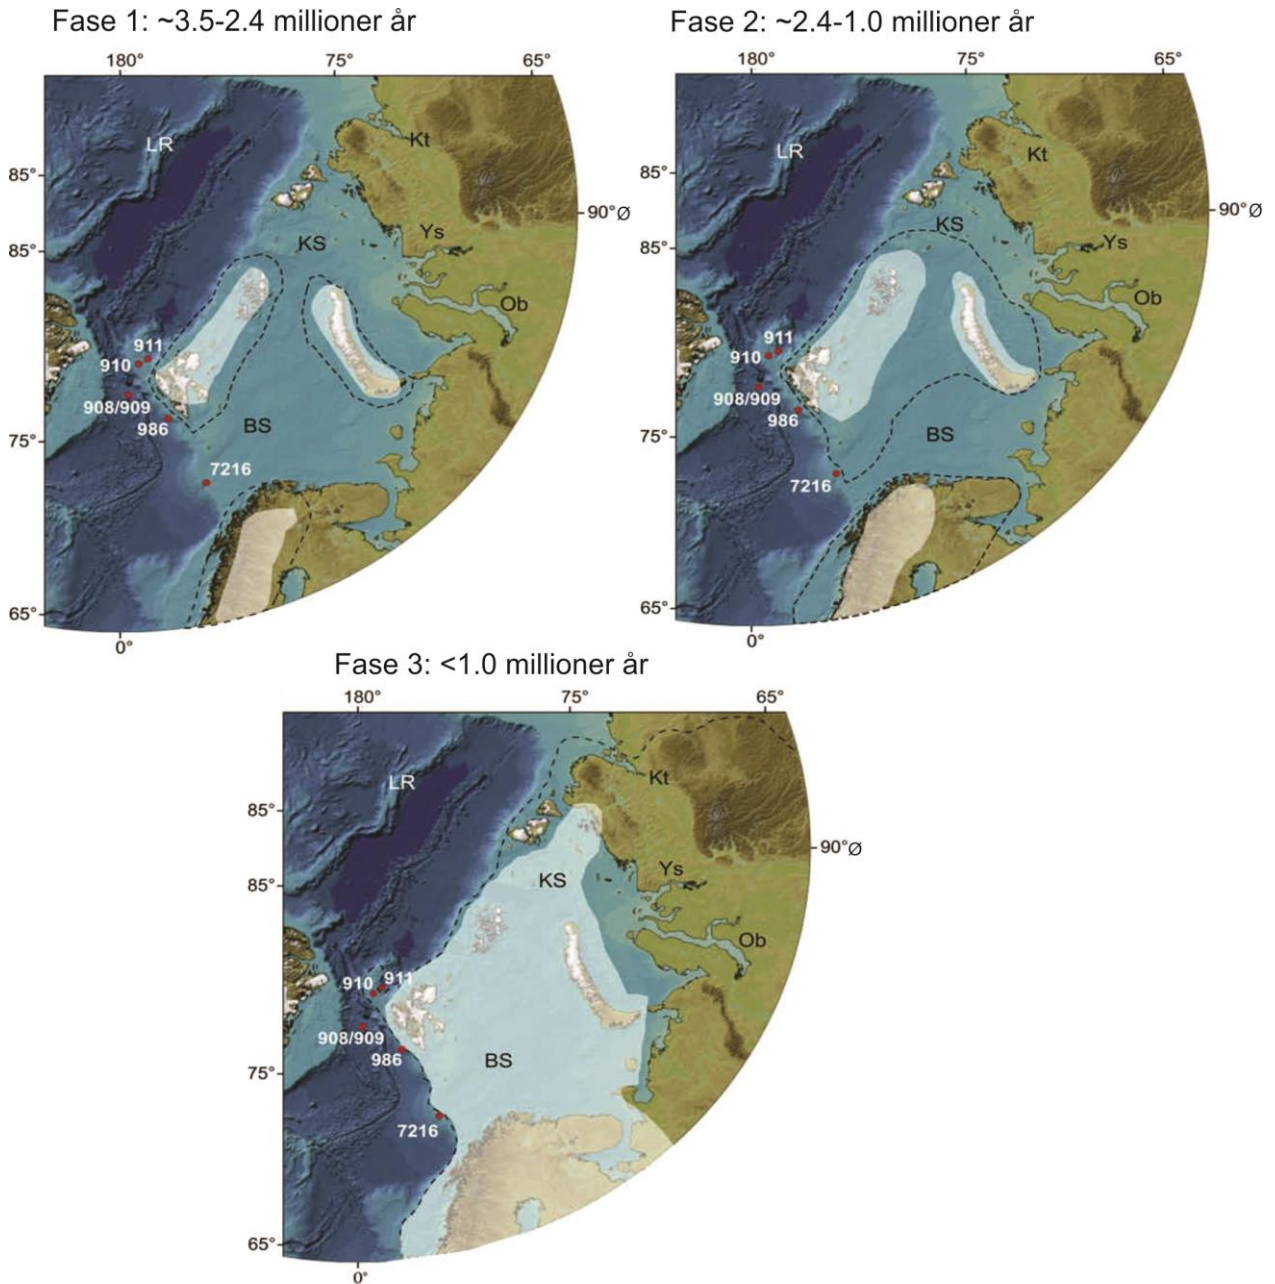 Fase 1: ~3.5-2.4 millioner år
180° 75° 65°
LR
Kt
85°
90°Ø
Ys
85°
KS
Ob
911
910
908/909
986
BS
75°
7216
65°
0°
Fase 2: ~2.4-1.0 millioner år
180° 75° 65°
LR
Kt
85°
90°Ø
KS
Ys
85°
Ob
911
910
908/909
986
BS
75°
7216
65°
0°
Fase 3: <1.0 millioner år
180° 75° 65°
LR
Kt
85°
90°Ø
Ys
KS
85°
Ob
910 911
908/909
986
BS
75°
7216
65°
0°